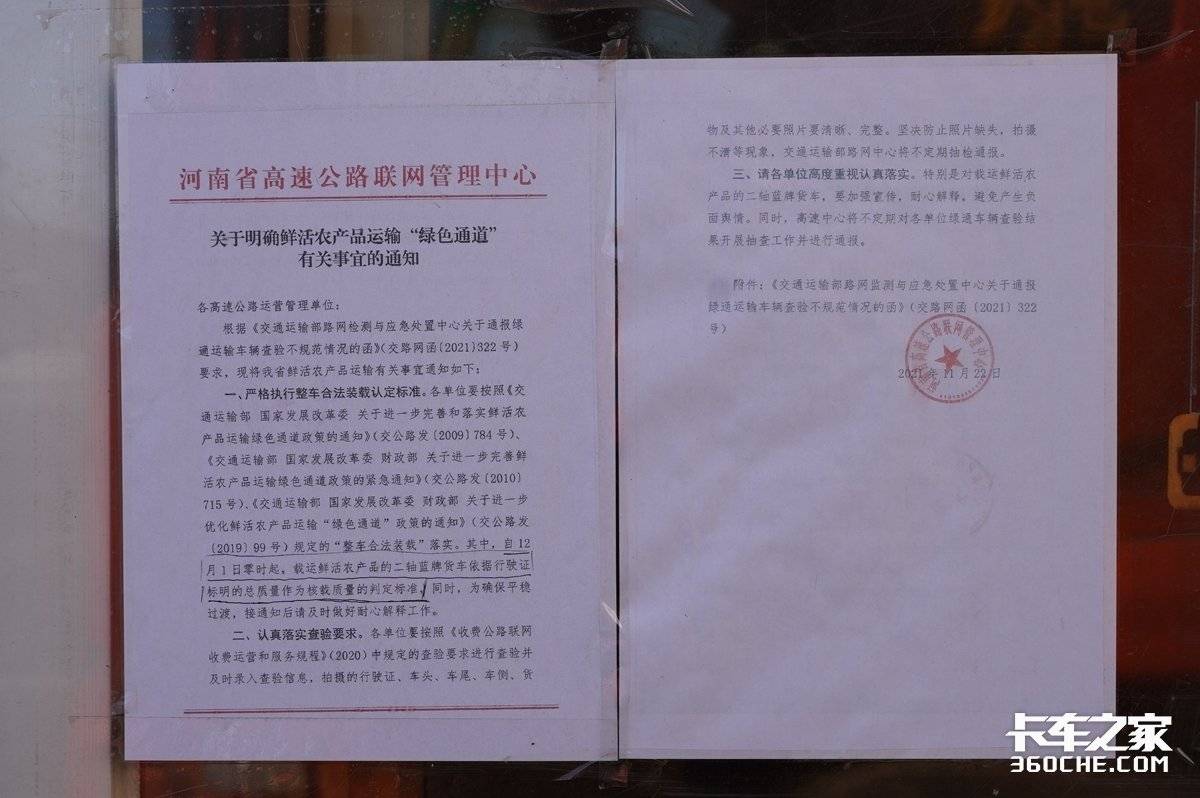 河南省高速公路联网管理中心
关于明确鲜活农产品运输“绿色通道”
有关事宜的通知
各高速公路运营管理单位：
根据《交通运输部路网检测与应急处置中心关于通报绿
通运输车辆查验不规范情况的函》（交路网函〔2021〕322号）
要求，现将我省鲜活农产品运输有关事宜通知如下：
一、严格执行整车合法装载认定标准。各单位要按照《交
通运输部 国家发展改革委 关于进一步完善和落实鲜活农
产品运输绿色通道政策的通知》（交公路发〔2009〕784号）、
《交通运输部 国家发展改革委 财政部 关于进一步完善鲜
活农产品运输绿色通道政策的紧急通知》（交公路发〔2010〕
715号）、《交通运输部 国家发展改革委 财政部 关于进一步
优化鲜活农产品运输“绿色通道”政策的通知》（交公路发
〔2019〕99号）规定的“整车合法装载”落实。其中，自12
月1日零时起，载运鲜活农产品的二轴蓝牌货车依据行驶证
标明的总质量作为核载质量的判定标准，同时，为确保平稳
过渡，接通知后请及时做好耐心解释工作。
二、认真落实查验要求。各单位要按照《收费公路联网
收费运营和服务规程》（2020）中规定的查验要求进行查验并
及时录入查验信息，拍摄的行驶证、车头、车尾、车侧、货
物及其他必要照片要清晰、完整。坚决防止照片缺失，拍摄
不清等现象，交通运输部路网中心将不定期抽检通报。
三、请各单位高度重视认真落实。特别是对载运鲜活农
产品的二轴蓝牌货车，要加强宣传，耐心解释，避免产生负
面舆情。同时，高速中心将不定期对各单位绿通车辆查验结
果开展抽查工作并进行通报。
附件：《交通运输部路网监测与应急处置中心关于通报
绿通运输车辆查验不规范情况的函》（交路网函〔2021〕322
号）
河南省高速公路联网管理中心
2021年11月22日
卡车之家
360CHE.COM